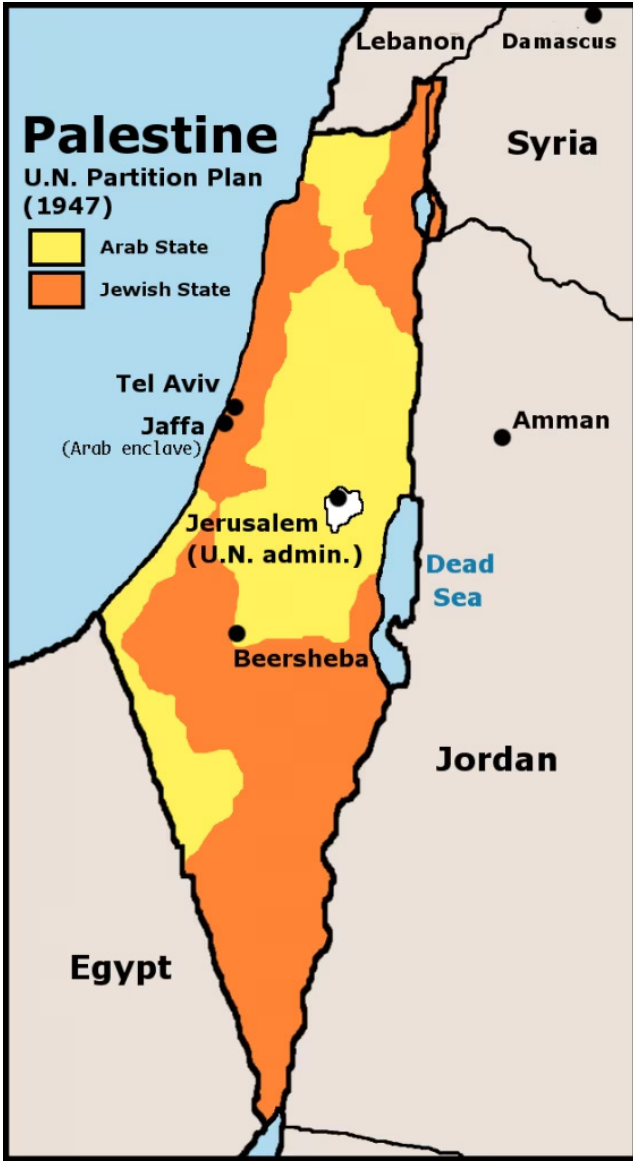 Lebanon
Damascus
Palestine
U.N. Partition Plan
(1947)
Syria
Arab State
Jewish State
Tel Aviv
Jaffa
(Arab enclave)
Amman
Jerusalem
(U.N. admin.)
Dead
Sea
Beersheba
Jordan
Egypt